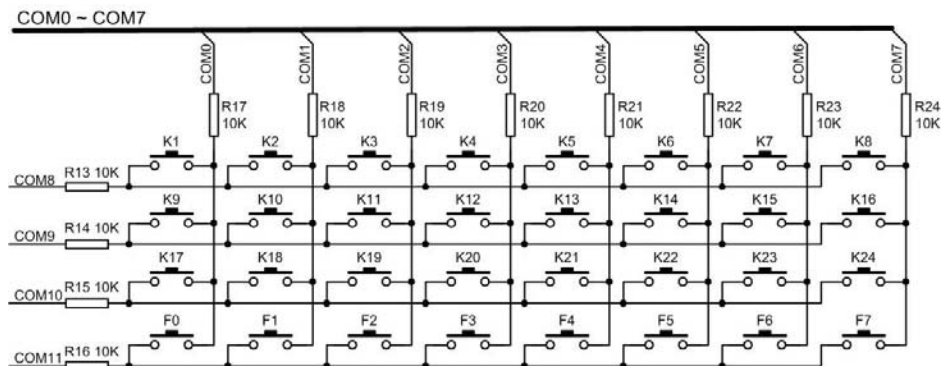 COM0 ~ COM7
COM0 COM1 COM2 COM3 COM4 COM5 COM6 COM7
R17 R18 R19 R20 R21 R22 R23 R24
10K 10K 10K 10K 10K 10K 10K 10K
K1 K2 K3 K4 K5 K6 K7 K8
COM8 R13 10K
K9 K10 K11 K12 K13 K14 K15 K16
COM9 R14 10K
K17 K18 K19 K20 K21 K22 K23 K24
COM10 R15 10K
F0 F1 F2 F3 F4 F5 F6 F7
COM11 R16 10K